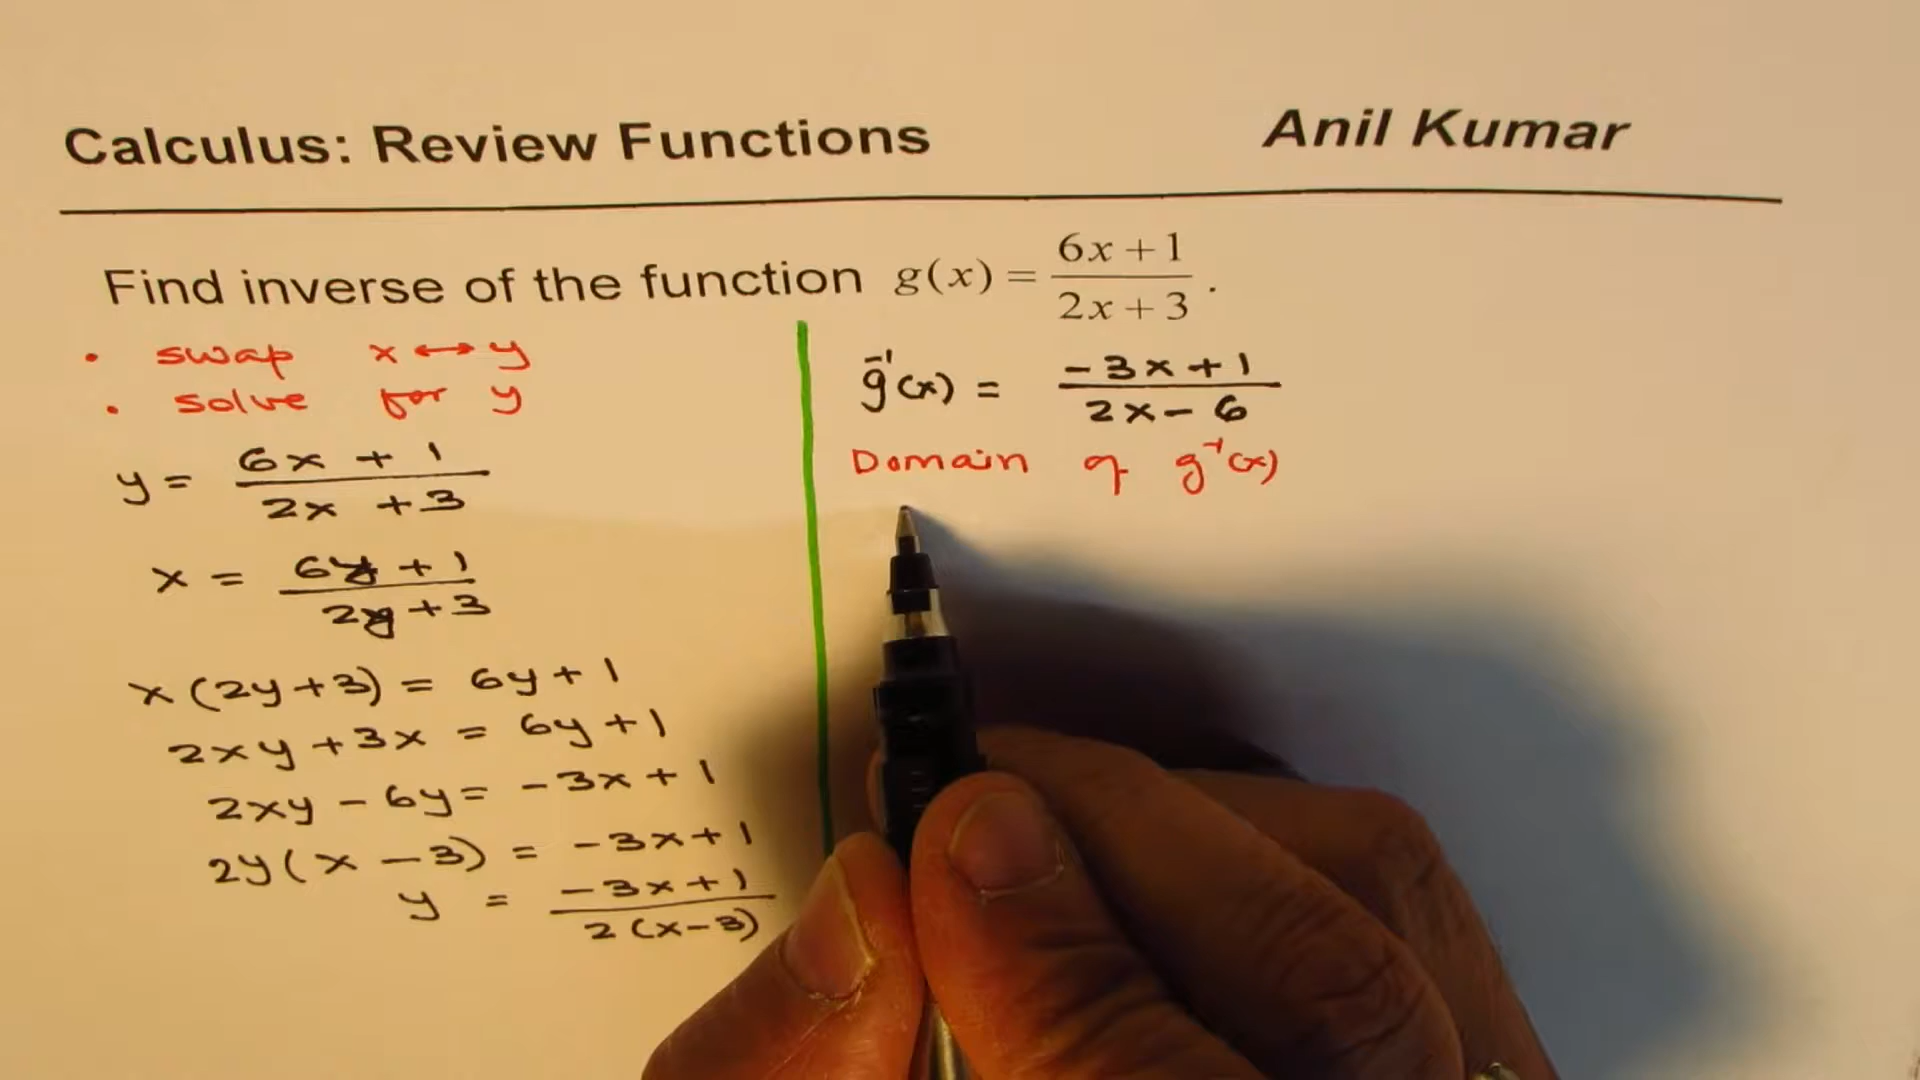 Calculus: Review Functions
Anil Kumar
Find inverse of the function g(x) = (6x + 1)/(2x + 3).
• swap x ↔ y
• solve for y
y = (6x + 1)/(2x + 3)
x = (6y + 1)/(2y + 3)
x(2y+3) = 6y + 1
2xy + 3x = 6y + 1
2xy - 6y = -3x + 1
2y(x - 3) = -3x + 1
y = (-3x + 1)/(2(x-3))
g⁻¹(x) = (-3x + 1)/(2x - 6)
Domain of g⁻¹(x)